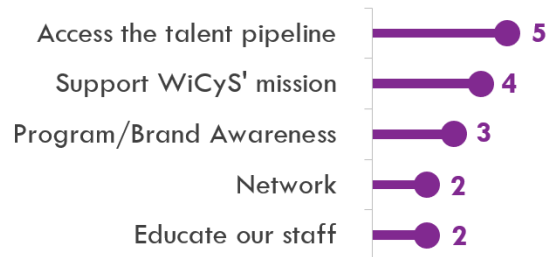 Access the talent pipeline 5
Support WiCyS' mission 4
Program/Brand Awareness 3
Network 2
Educate our staff 2